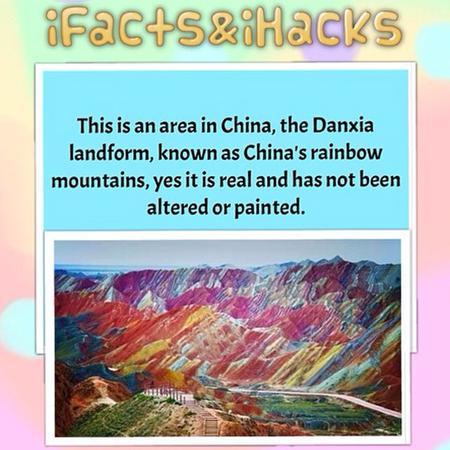 iFacts&iHacks
This is an area in China, the Danxia
landform, known as China's rainbow
mountains, yes it is real and has not been
altered or painted.